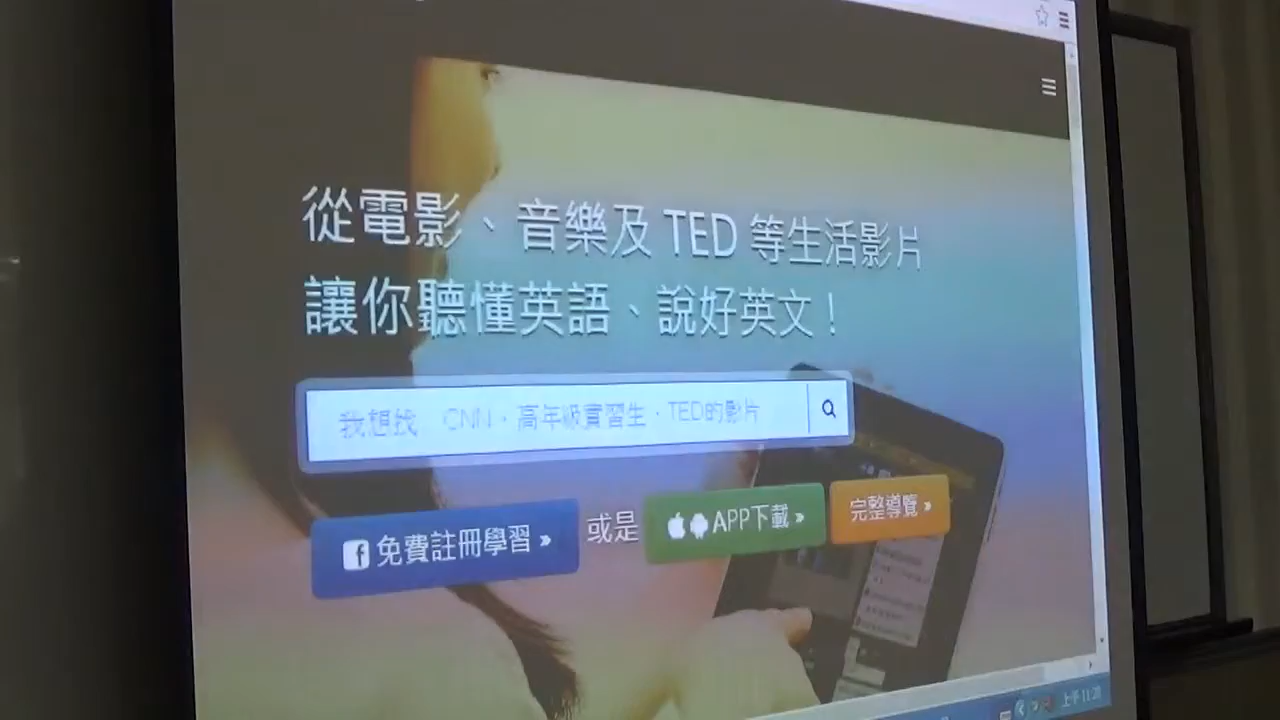 從電影、音樂及 TED 等生活影片
讓你聽懂英語、說好英文！
我想找 CNN、高年級實習生、TED的影片
f 免費註冊學習 »
或是
APP下載 »
完整導覽 »